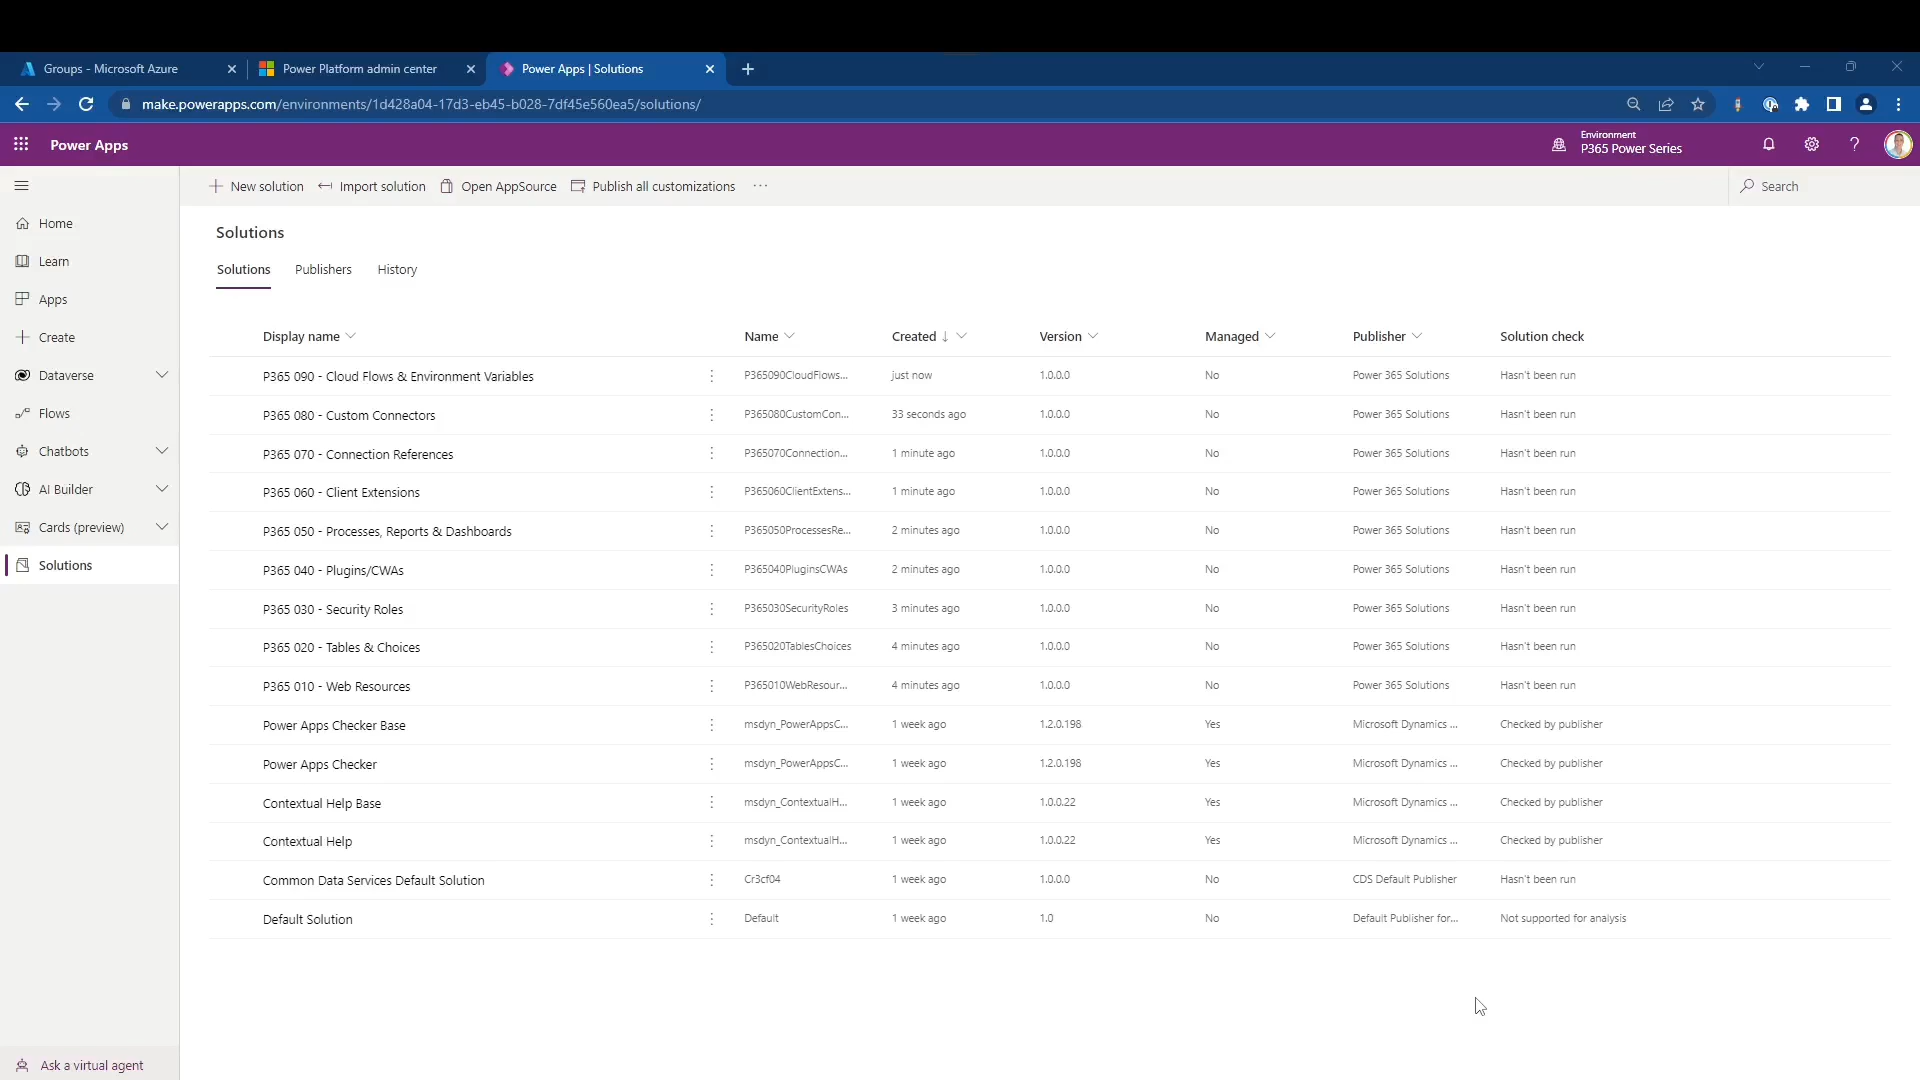 Groups - Microsoft Azure
Power Platform admin center
Power Apps | Solutions
make.powerapps.com/environments/1d428a04-17d3-eb45-b028-7df45e560ea5/solutions/
Power Apps
Environment
P365 Power Series
New solution Import solution Open AppSource Publish all customizations ... Search
Home
Learn
Apps
Create
Dataverse
Flows
Chatbots
AI Builder
Cards (preview)
Solutions
Ask a virtual agent
Solutions
Solutions Publishers History
Display name Name Created Version Managed Publisher Solution check
P365 090 - Cloud Flows & Environment Variables P365090CloudFlows... just now 1.0.0.0 No Power 365 Solutions Hasn't been run
P365 080 - Custom Connectors P365080CustomCon... 33 seconds ago 1.0.0.0 No Power 365 Solutions Hasn't been run
P365 070 - Connection References P365070Connection... 1 minute ago 1.0.0.0 No Power 365 Solutions Hasn't been run
P365 060 - Client Extensions P365060ClientExtens... 1 minute ago 1.0.0.0 No Power 365 Solutions Hasn't been run
P365 050 - Processes, Reports & Dashboards P365050ProcessesRe... 2 minutes ago 1.0.0.0 No Power 365 Solutions Hasn't been run
P365 040 - Plugins/CWAs P365040PluginsCWAs 2 minutes ago 1.0.0.0 No Power 365 Solutions Hasn't been run
P365 030 - Security Roles P365030SecurityRoles 3 minutes ago 1.0.0.0 No Power 365 Solutions Hasn't been run
P365 020 - Tables & Choices P365020TablesChoices 4 minutes ago 1.0.0.0 No Power 365 Solutions Hasn't been run
P365 010 - Web Resources P365010WebResour... 4 minutes ago 1.0.0.0 No Power 365 Solutions Hasn't been run
Power Apps Checker Base msdyn_PowerAppsC... 1 week ago 1.2.0.198 Yes Microsoft Dynamics ... Checked by publisher
Power Apps Checker msdyn_PowerAppsC... 1 week ago 1.2.0.198 Yes Microsoft Dynamics ... Checked by publisher
Contextual Help Base msdyn_ContextualH... 1 week ago 1.0.0.22 Yes Microsoft Dynamics ... Checked by publisher
Contextual Help msdyn_ContextualH... 1 week ago 1.0.0.22 Yes Microsoft Dynamics ... Checked by publisher
Common Data Services Default Solution Cr3cf04 1 week ago 1.0.0.0 No CDS Default Publisher Hasn't been run
Default Solution Default 1 week ago 1.0 No Default Publisher for... Not supported for analysis